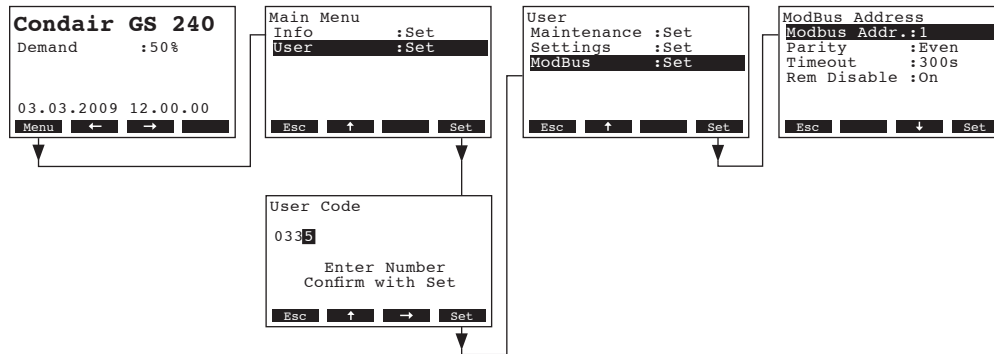 Condair GS 240
Demand :50%
03.03.2009 12.00.00
Menu ← →
Main Menu
Info :Set
User :Set
Esc ↑ Set
User Code
0335
Enter Number
Confirm with Set
Esc ↑ → Set
User
Maintenance :Set
Settings :Set
ModBus :Set
Esc ↑ Set
ModBus Address
Modbus Addr.:1
Parity :Even
Timeout :300s
Rem Disable :On
Esc ↓ Set